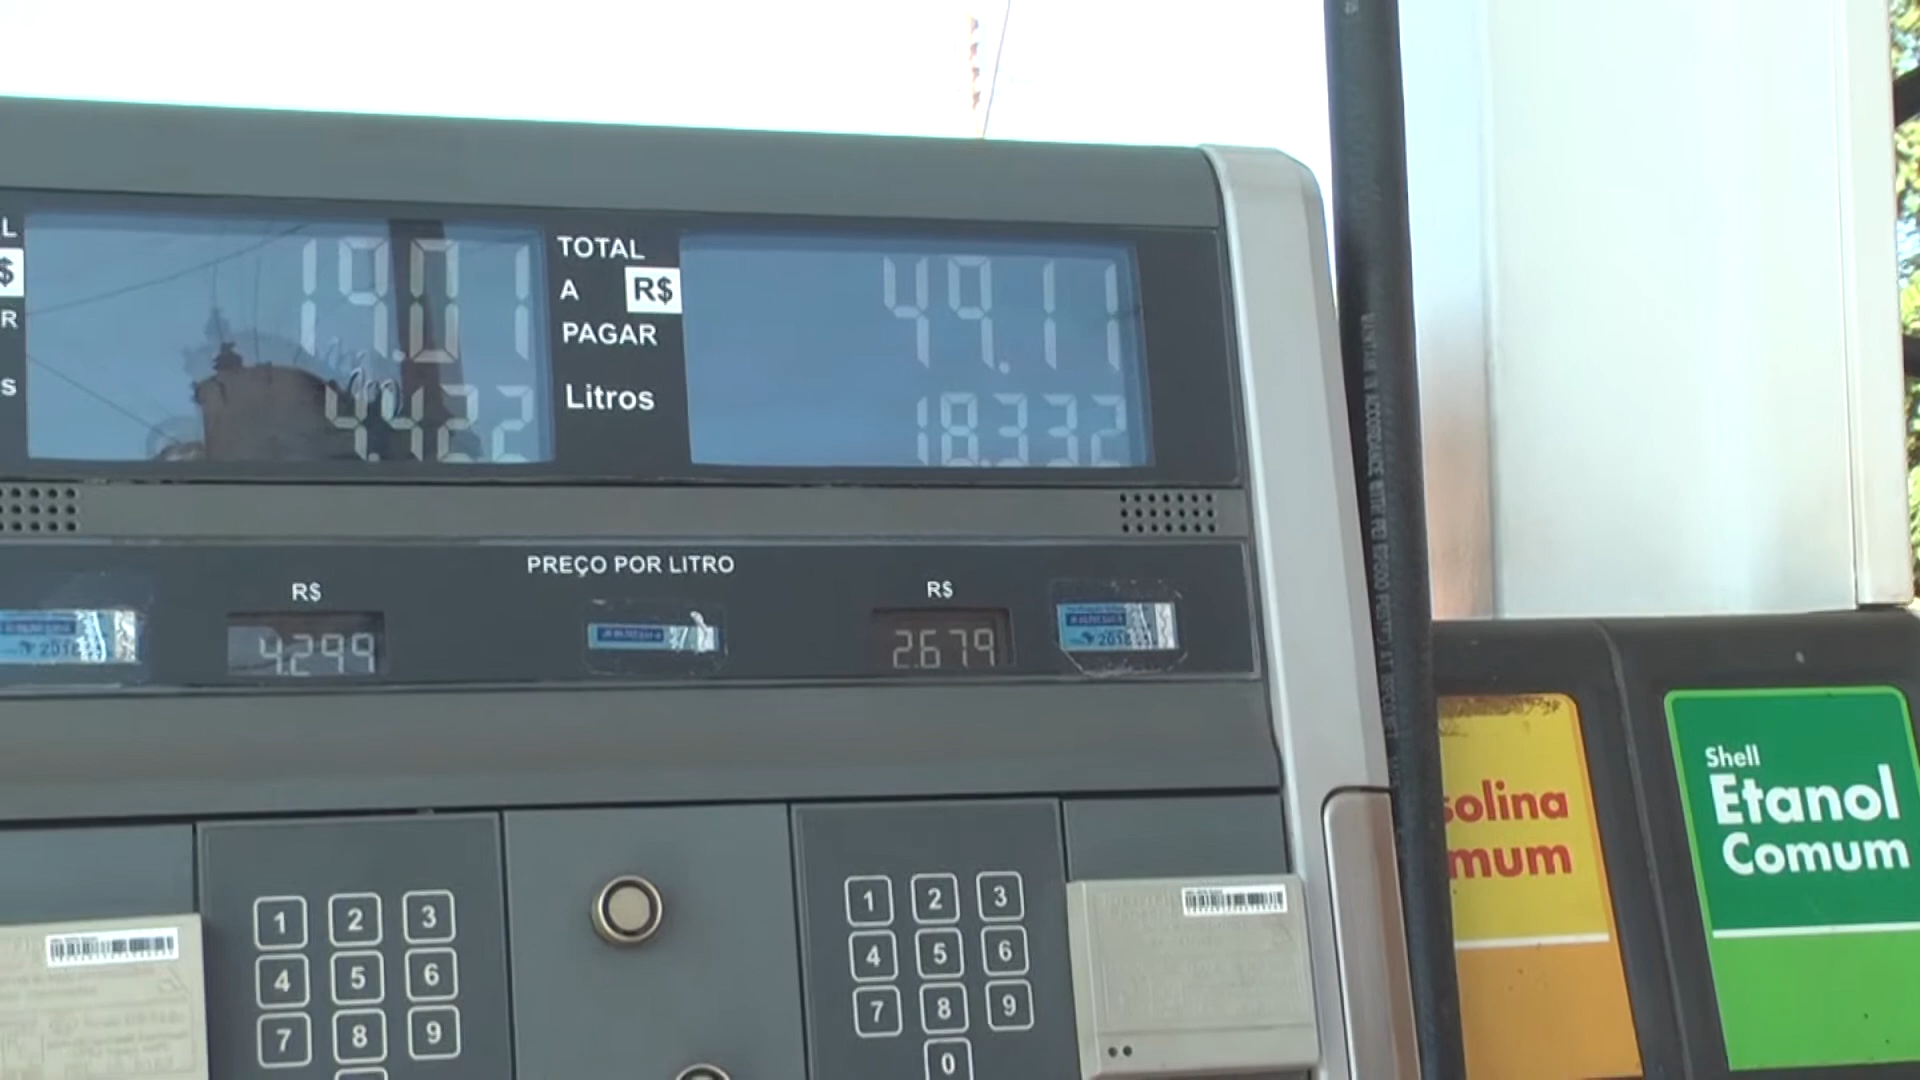 L
$
R
S
19.01
4.422
TOTAL
A R$
PAGAR
Litros
49.11
18.332
PREÇO POR LITRO
R$
R$
4.299
2.679
2018
2018
1 2 3
4 5 6
7 8 9
1 2 3
4 5 6
7 8 9
0
solina
mum
Shell
Etanol
Comum